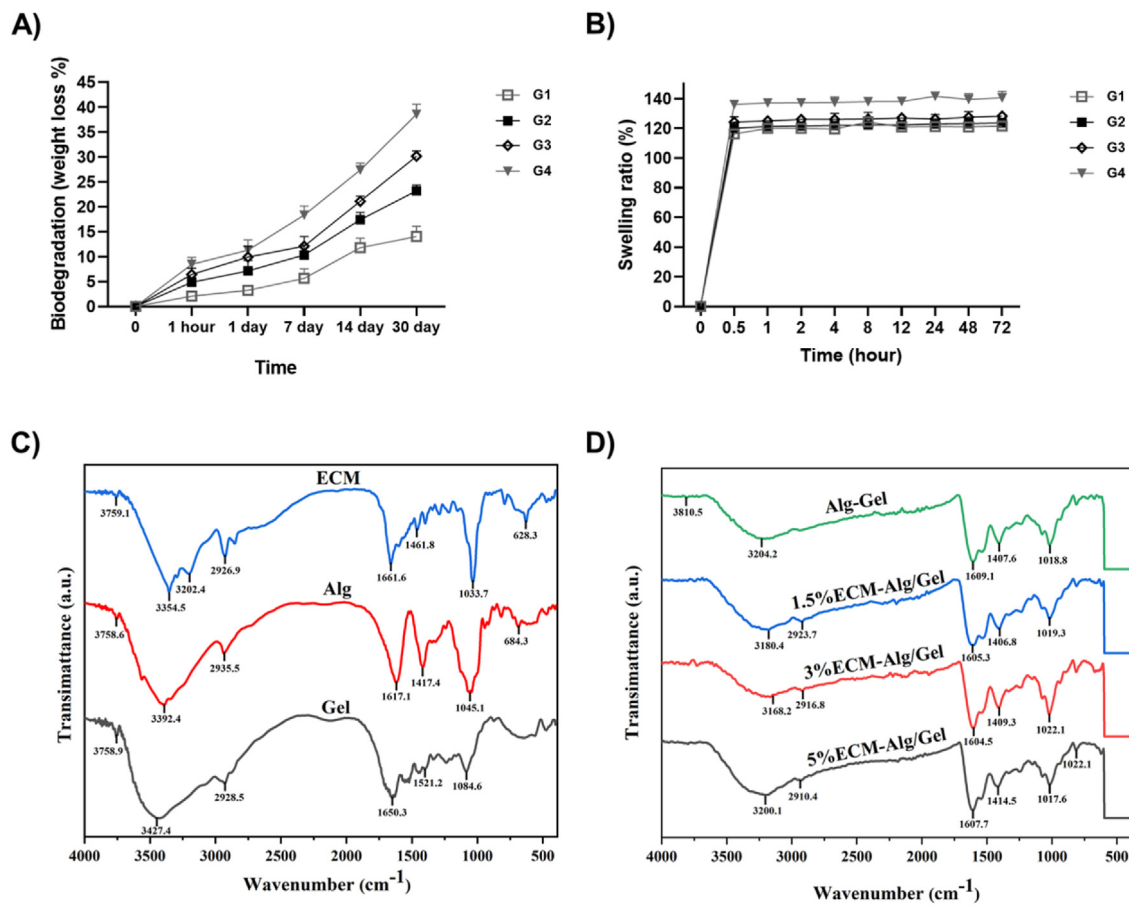 A)
Biodegradation (weight loss %)
45
40
35
30
25
20
15
10
5
0
0 1 hour 1 day 7 day 14 day 30 day
Time
G1
G2
G3
G4
B)
Swelling ratio (%)
140
120
100
80
60
40
20
0
0 0.5 1 2 4 8 12 24 48 72
Time (hour)
G1
G2
G3
G4
C)
Transimattance (a.u.)
ECM
3759.1
3354.5
3202.4
2926.9
1661.6
1461.8
1033.7
628.3
Alg
3758.6
3392.4
2935.5
1617.1
1417.4
1045.1
684.3
Gel
3758.9
3427.4
2928.5
1650.3
1521.2
1084.6
4000 3500 3000 2500 2000 1500 1000 500
Wavenumber (cm-1)
D)
Transimattance (a.u.)
Alg-Gel
3810.5
3204.2
1609.1
1407.6
1018.8
1.5%ECM-Alg/Gel
3180.4
2923.7
1605.3
1406.8
1019.3
3%ECM-Alg/Gel
3168.2
2916.8
1604.5
1409.3
1022.1
5%ECM-Alg/Gel
3200.1
2910.4
1607.7
1414.5
1017.6
1022.1
4000 3500 3000 2500 2000 1500 1000 500
Wavenumber (cm-1)